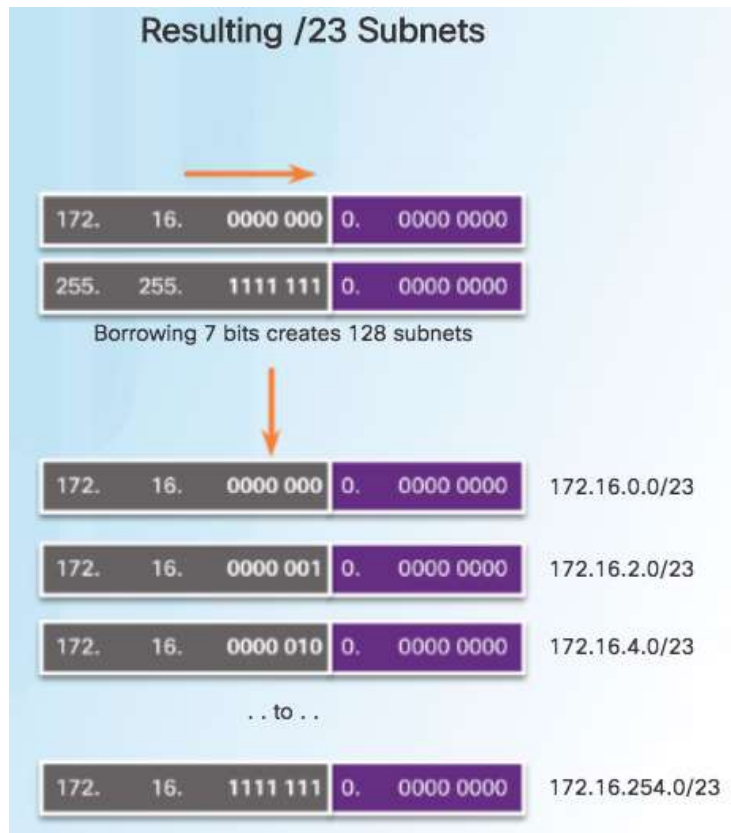 Resulting /23 Subnets
172. 16. 0000 000 0. 0000 0000
255. 255. 1111 111 0. 0000 0000
Borrowing 7 bits creates 128 subnets
172. 16. 0000 000 0. 0000 0000 172.16.0.0/23
172. 16. 0000 001 0. 0000 0000 172.16.2.0/23
172. 16. 0000 010 0. 0000 0000 172.16.4.0/23
. . to . .
172. 16. 1111 111 0. 0000 0000 172.16.254.0/23